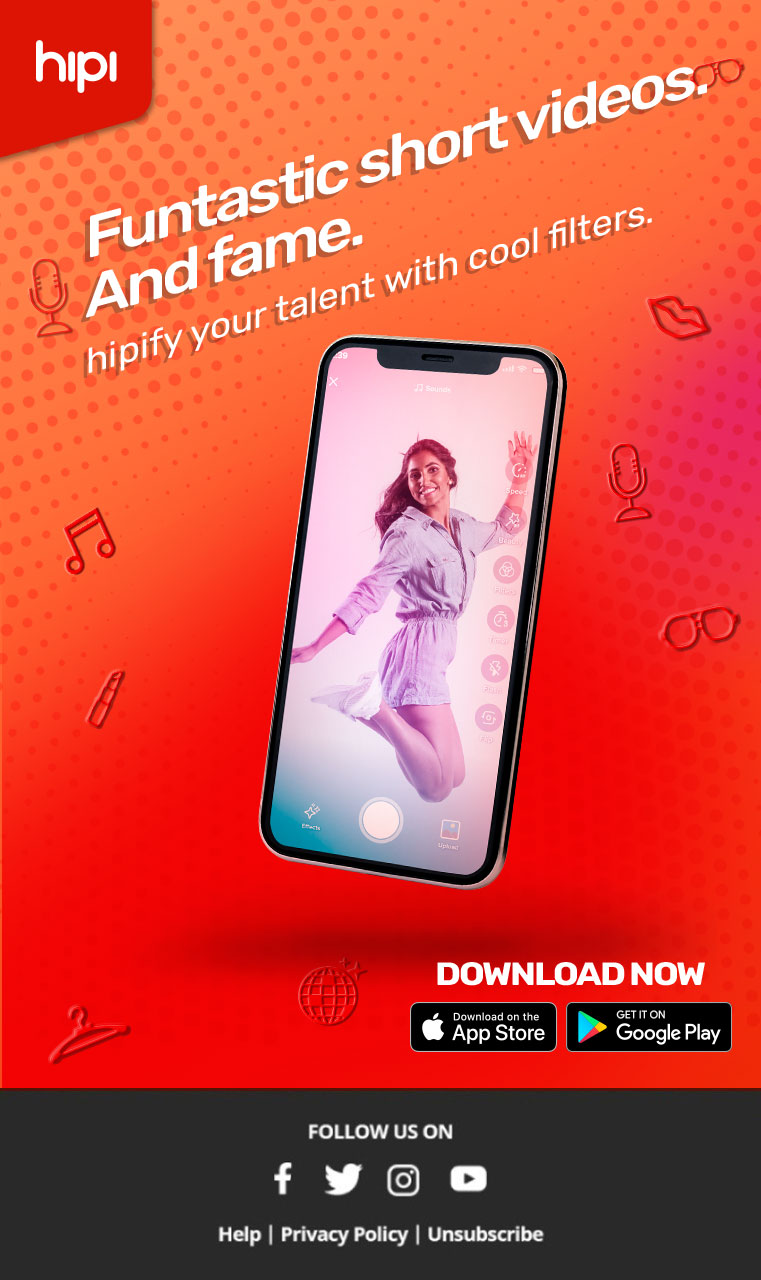 hipi
Funtastic short videos.
And fame.
hipify your talent with cool filters.
:39
Sounds
Speed
Beauty
Filters
Timer
Flash
Flip
Effects
Upload
DOWNLOAD NOW
Download on the
App Store
GET IT ON
Google Play
FOLLOW US ON
Help | Privacy Policy | Unsubscribe